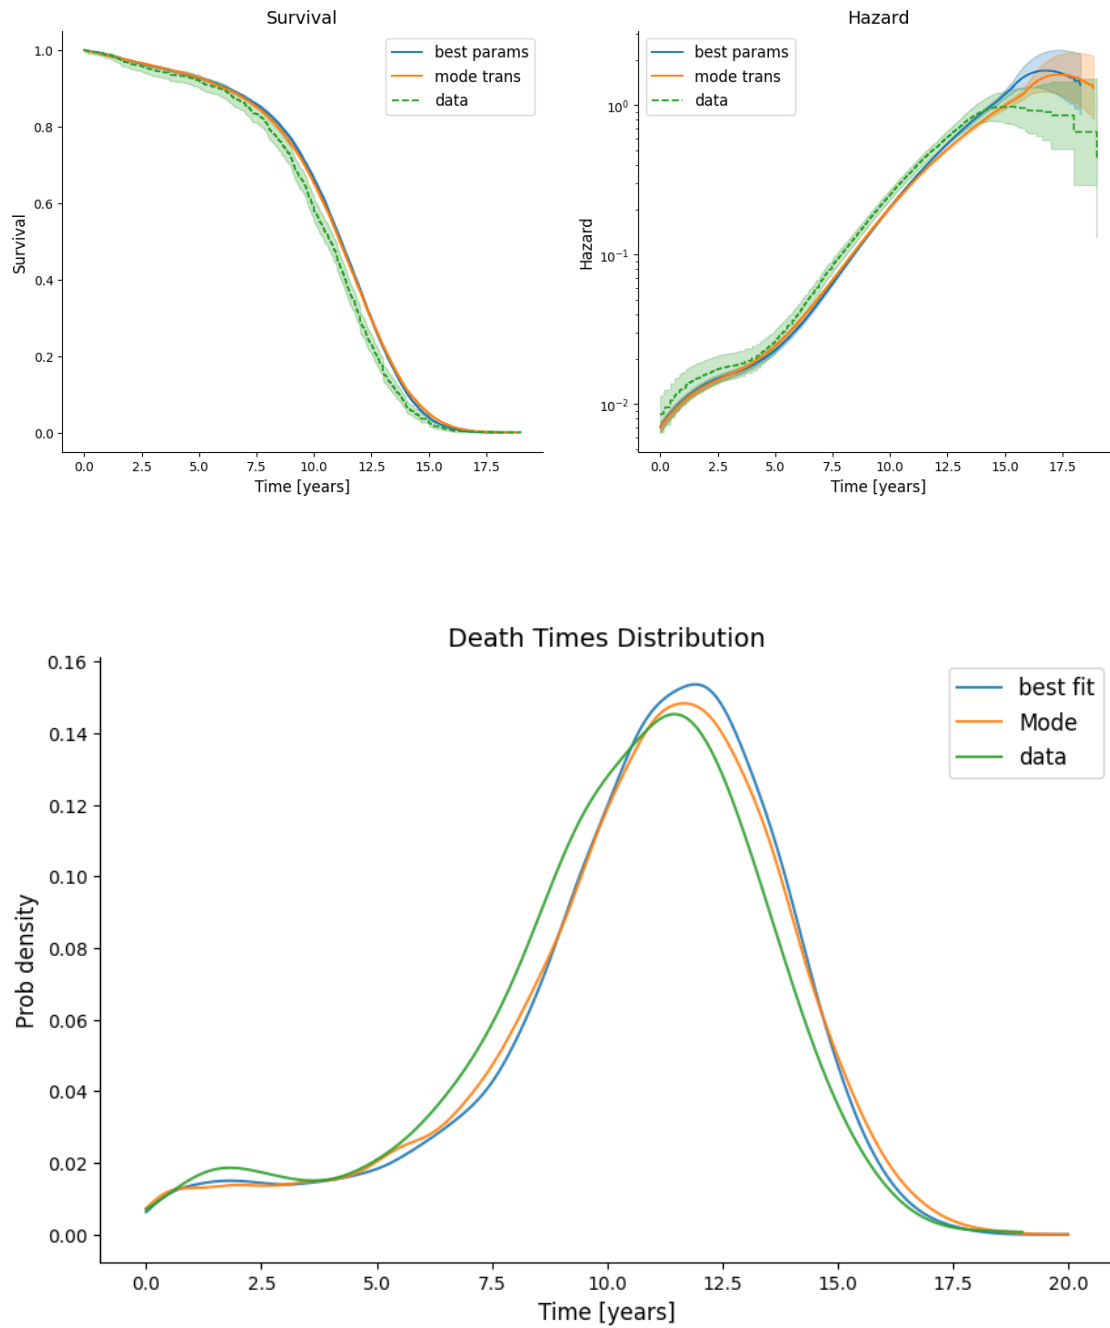 Survival
best params
mode trans
data
1.0
0.8
0.6
0.4
0.2
0.0
Survival
0.0 2.5 5.0 7.5 10.0 12.5 15.0 17.5
Time [years]
Hazard
best params
mode trans
data
10⁰
10⁻¹
10⁻²
Hazard
0.0 2.5 5.0 7.5 10.0 12.5 15.0 17.5
Time [years]
Death Times Distribution
best fit
Mode
data
0.16
0.14
0.12
0.10
0.08
0.06
0.04
0.02
0.00
Prob density
0.0 2.5 5.0 7.5 10.0 12.5 15.0 17.5 20.0
Time [years]